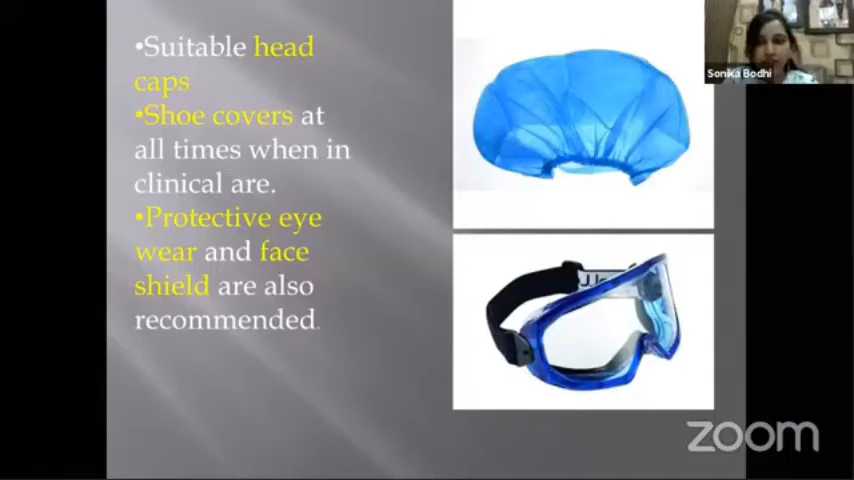 •Suitable head
caps
•Shoe covers at
all times when in
clinical are.
•Protective eye
wear and face
shield are also
recommended.
Sonika Bodhi
zoom